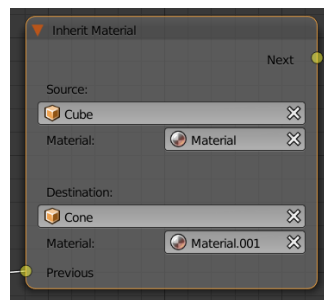 Inherit Material
Next
Source:
Cube
Material: Material
Destination:
Cone
Material: Material.001
Previous